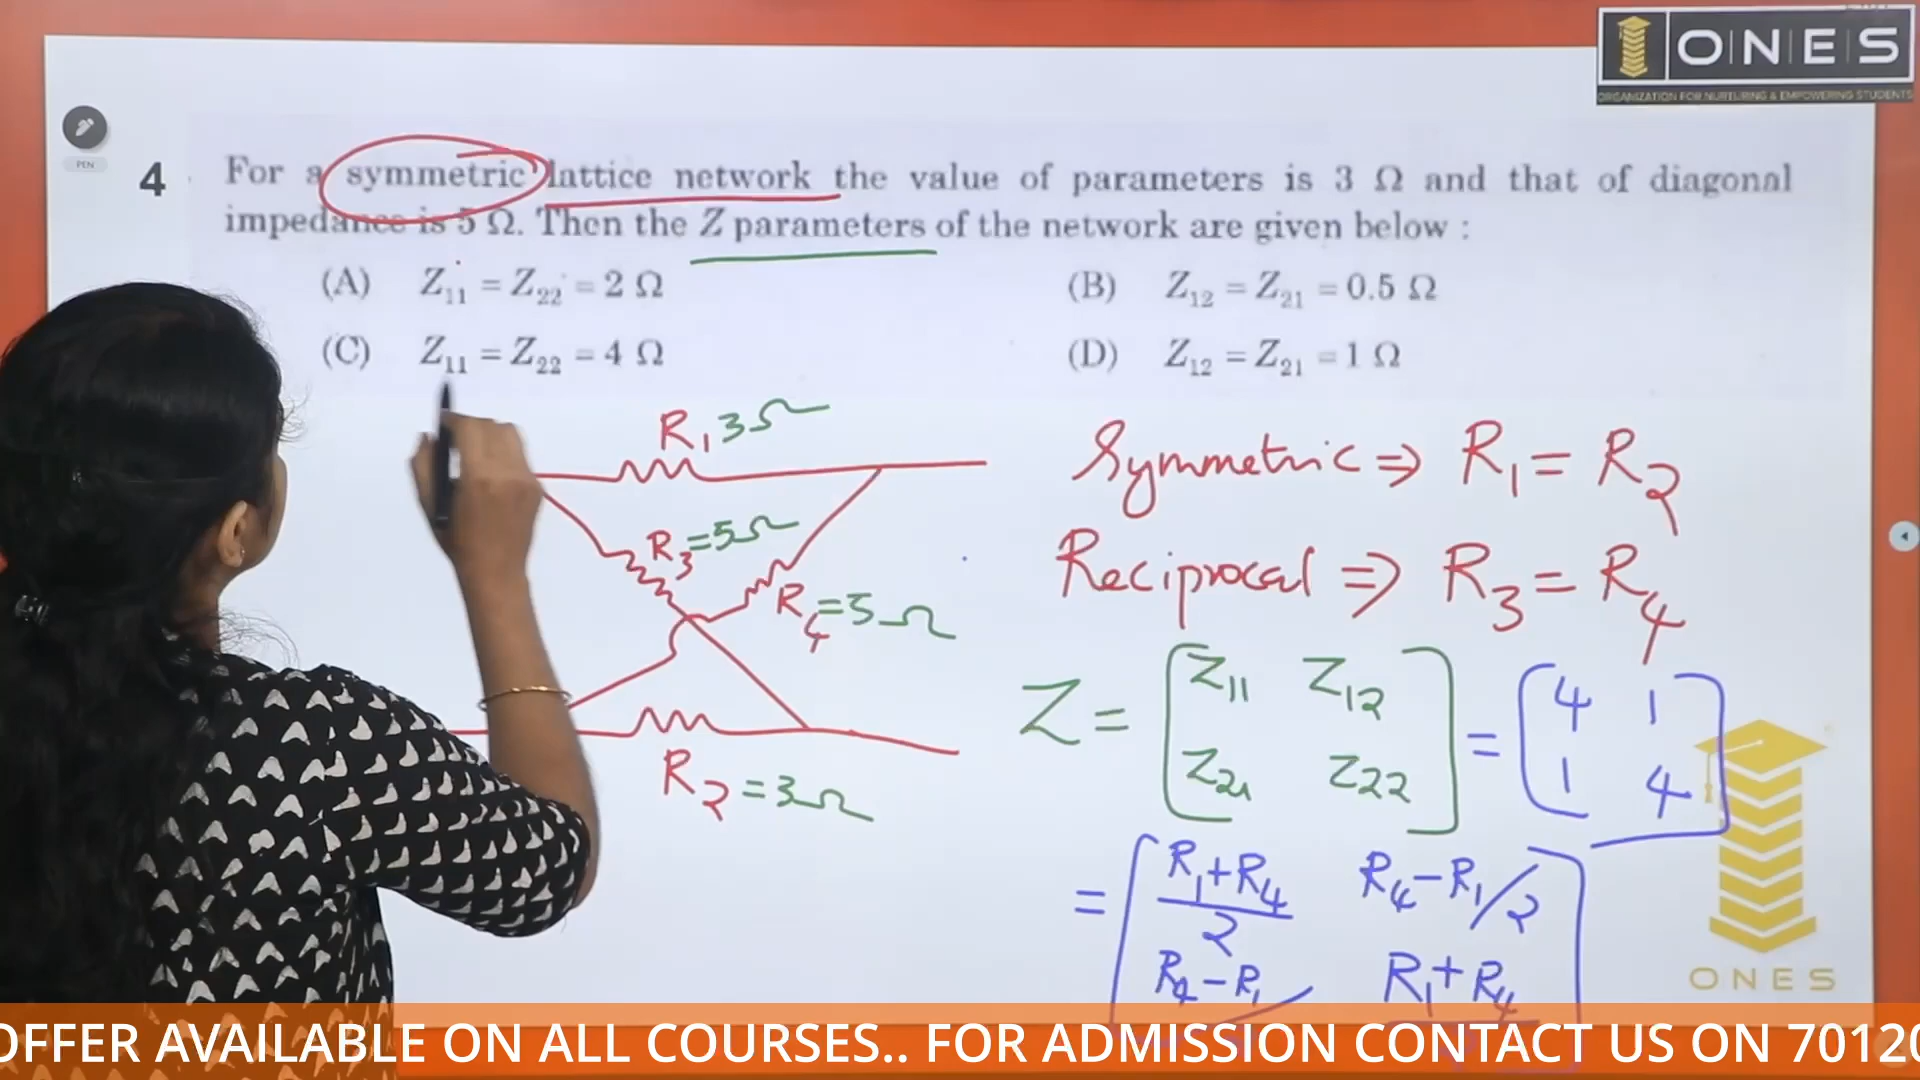 ONES
ORGANIZATION FOR NURTURING & EMPOWERING STUDENTS
PEN
4 For a symmetric lattice network the value of parameters is 3 Ω and that of diagonal
impedance is 5 Ω. Then the Z parameters of the network are given below :
(A) Z11 = Z22 = 2 Ω (B) Z12 = Z21 = 0.5 Ω
(C) Z11 = Z22 = 4 Ω (D) Z12 = Z21 = 1 Ω
R1 3Ω
Symmetric ⇒ R1 = R2
R3 = 5Ω
Reciprocal ⇒ R3 = R4
R4 = 5Ω
Z = [Z11 Z12
Z21 Z22] = [4 1
1 4]
R2 = 3Ω
= [R1+R4/2 R4-R1/2
R4-R1 R1+R4
ONES
OFFER AVAILABLE ON ALL COURSES.. FOR ADMISSION CONTACT US ON 70120